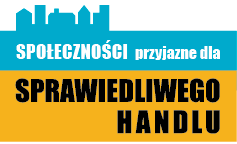 SPOŁECZNOŚCI przyjazne dla
SPRAWIEDLIWEGO
HANDLU